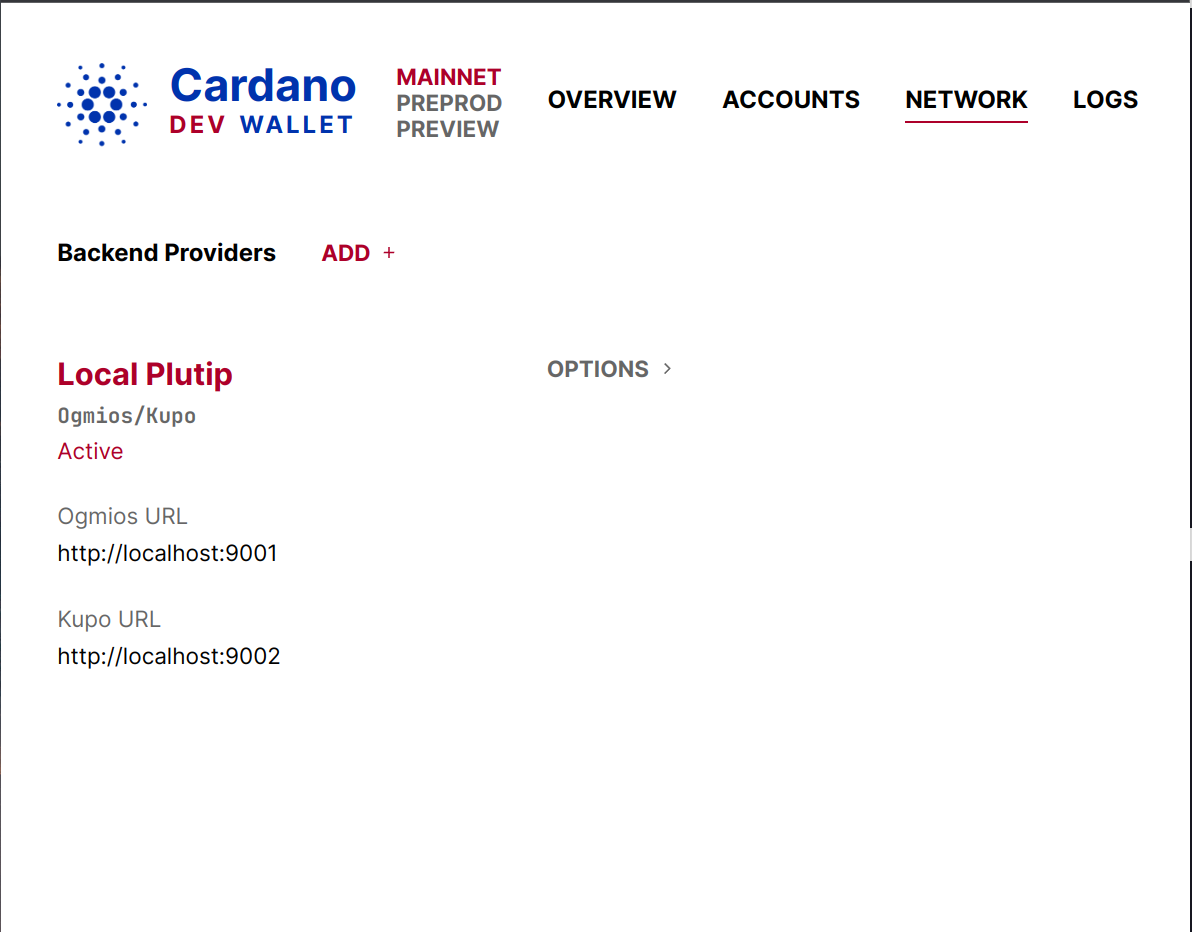 Cardano
DEV WALLET
MAINNET
PREPROD
PREVIEW
OVERVIEW
ACCOUNTS
NETWORK
LOGS
Backend Providers
ADD +
Local Plutip
OPTIONS >
Ogmios/Kupo
Active
Ogmios URL
http://localhost:9001
Kupo URL
http://localhost:9002